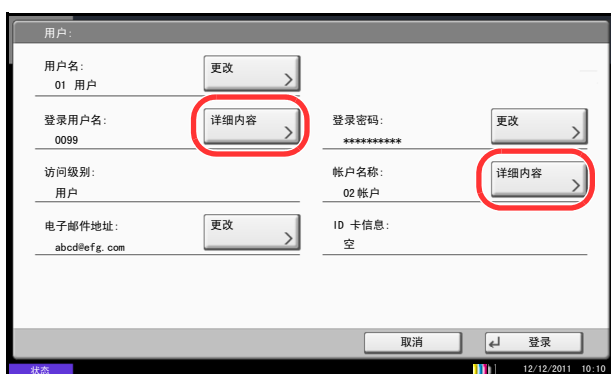 用户:
用户名: 更改
01 用户
登录用户名: 详细内容 登录密码: 更改
0099 **********
访问级别: 帐户名称: 详细内容
用户 02 帐户
电子邮件地址: 更改 ID 卡信息:
abcd@efg.com 空
取消 登录
状态 12/12/2011 10:10